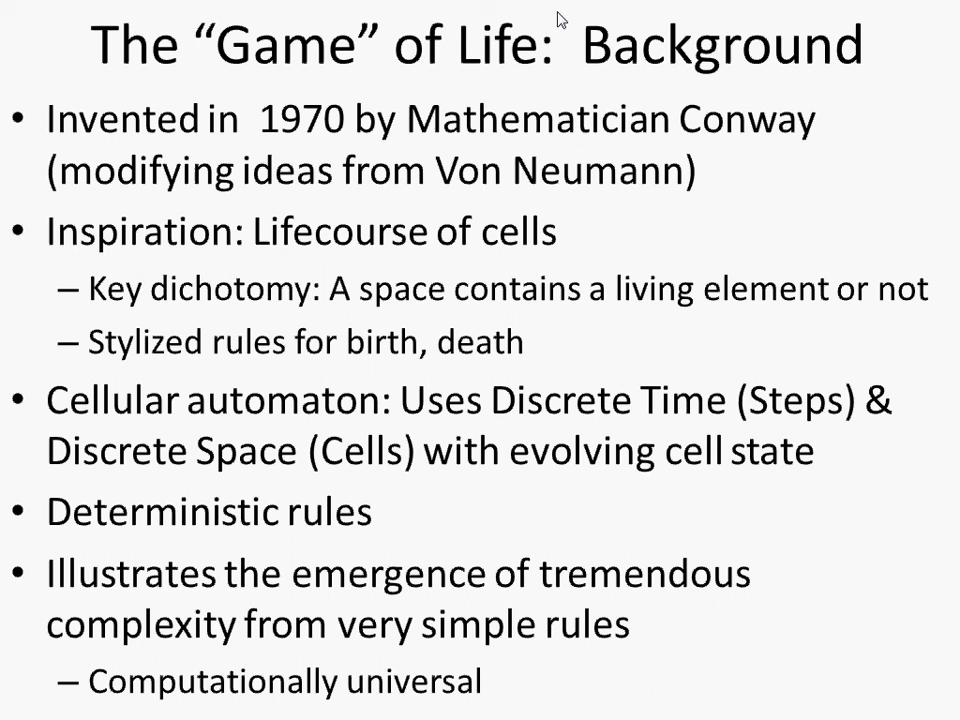 The “Game” of Life: Background
• Invented in 1970 by Mathematician Conway
(modifying ideas from Von Neumann)
• Inspiration: Lifecourse of cells
– Key dichotomy: A space contains a living element or not
– Stylized rules for birth, death
• Cellular automaton: Uses Discrete Time (Steps) &
Discrete Space (Cells) with evolving cell state
• Deterministic rules
• Illustrates the emergence of tremendous
complexity from very simple rules
– Computationally universal